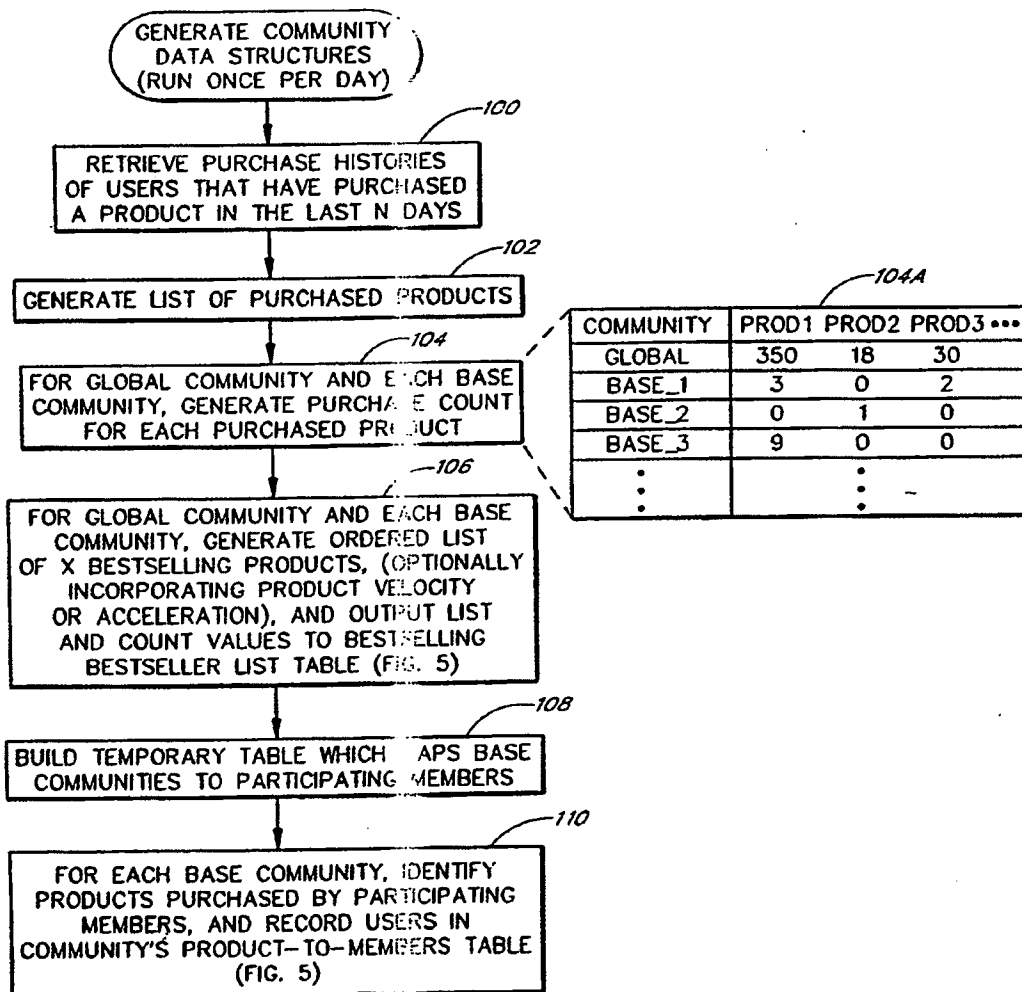 GENERATE COMMUNITY
DATA STRUCTURES
(RUN ONCE PER DAY)
100
RETRIEVE PURCHASE HISTORIES
OF USERS THAT HAVE PURCHASED
A PRODUCT IN THE LAST N DAYS
102
GENERATE LIST OF PURCHASED PRODUCTS
104
FOR GLOBAL COMMUNITY AND EACH BASE
COMMUNITY, GENERATE PURCHASE COUNT
FOR EACH PURCHASED PRODUCT
104A
COMMUNITY PROD1 PROD2 PROD3 •••
GLOBAL 350 18 30
BASE_1 3 0 2
BASE_2 0 1 0
BASE_3 9 0 0
106
FOR GLOBAL COMMUNITY AND EACH BASE
COMMUNITY, GENERATE ORDERED LIST
OF X BESTSELLING PRODUCTS, (OPTIONALLY
INCORPORATING PRODUCT VELOCITY
OR ACCELERATION), AND OUTPUT LIST
AND COUNT VALUES TO BESTSELLING
BESTSELLER LIST TABLE (FIG. 5)
108
BUILD TEMPORARY TABLE WHICH MAPS BASE
COMMUNITIES TO PARTICIPATING MEMBERS
110
FOR EACH BASE COMMUNITY, IDENTIFY
PRODUCTS PURCHASED BY PARTICIPATING
MEMBERS, AND RECORD USERS IN
COMMUNITY'S PRODUCT-TO-MEMBERS TABLE
(FIG. 5)